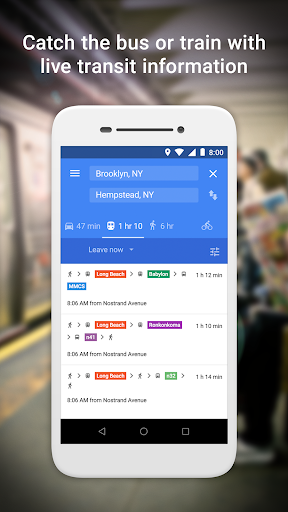 Catch the bus or train with
live transit information
8:00
Brooklyn, NY
Hempstead, NY
47 min 1 hr 10 6 hr
Leave now
Long Beach Babylon 1 h 12 min
MMCS
8:06 AM from Nostrand Avenue
Ronkonkoma 1 h 10 min
n41
8:06 AM from Nostrand Avenue
Long Beach n32 1 h 14 min
8:06 AM from Nostrand Avenue